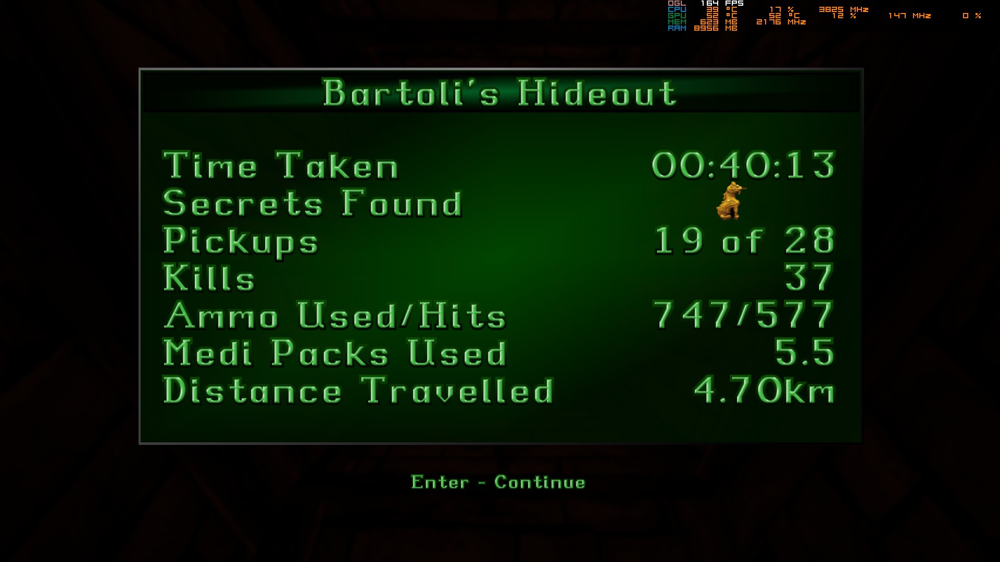 OGL 164 FPS
CPU 39 °C 17 % 3825 MHz
GPU 52 °C 52 °C 12 % 147 MHz 0 %
MEM 623 MB 2176 MHz
RAM 8956 MB
Bartoli's Hideout
Time Taken 00:40:13
Secrets Found
Pickups 19 of 28
Kills 37
Ammo Used/Hits 747/577
Medi Packs Used 5.5
Distance Travelled 4.70km
Enter - Continue